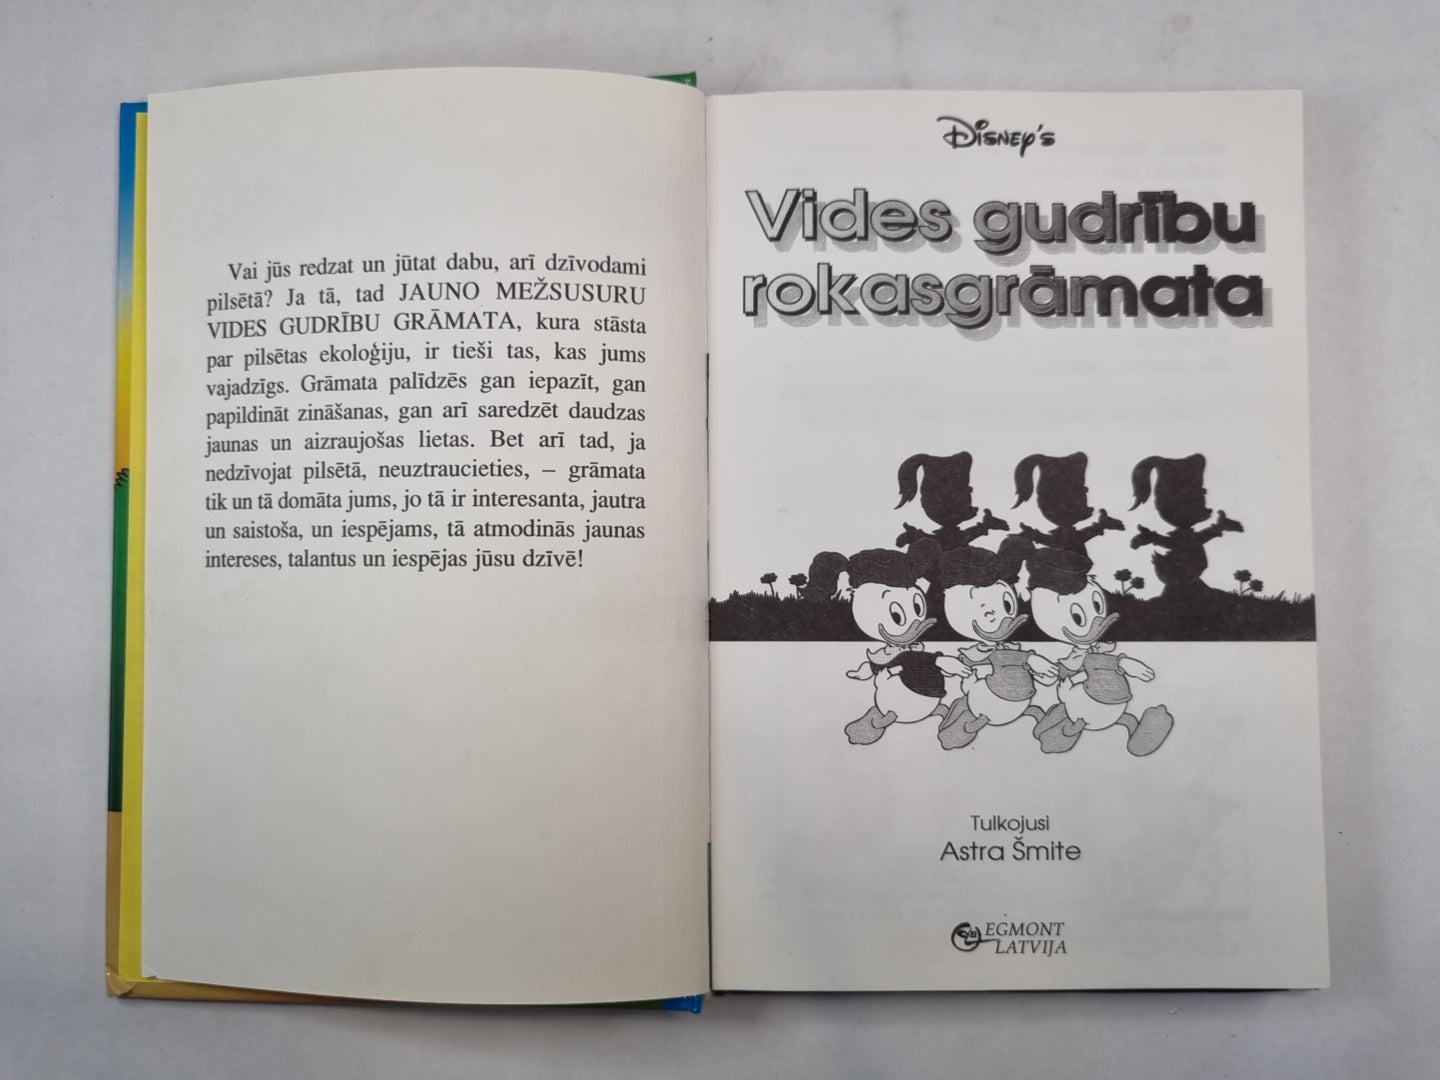 Vai jūs redzat un jūtat dabu, arī dzīvodami
pilsētā? Ja tā, tad JAUNO MEŽSUSURU
VIDES GUDRĪBU GRĀMATA, kura stāsta
par pilsētas ekoloģiju, ir tieši tas, kas jums
vajadzīgs. Grāmata palīdzēs gan iepazīt, gan
papildināt zināšanas, gan arī saredzēt daudzas
jaunas un aizraujošas lietas. Bet arī tad, ja
nedzīvojat pilsētā, neuztraucieties, – grāmata
tik un tā domāta jums, jo tā ir interesanta, jautra
un saistoša, un iespējams, tā atmodinās jaunas
intereses, talantus un iespējas jūsu dzīvē!
Disney's
Vides gudrību
rokasgrāmata
Tulkojusi
Astra Šmite
EGMONT
LATVIJA